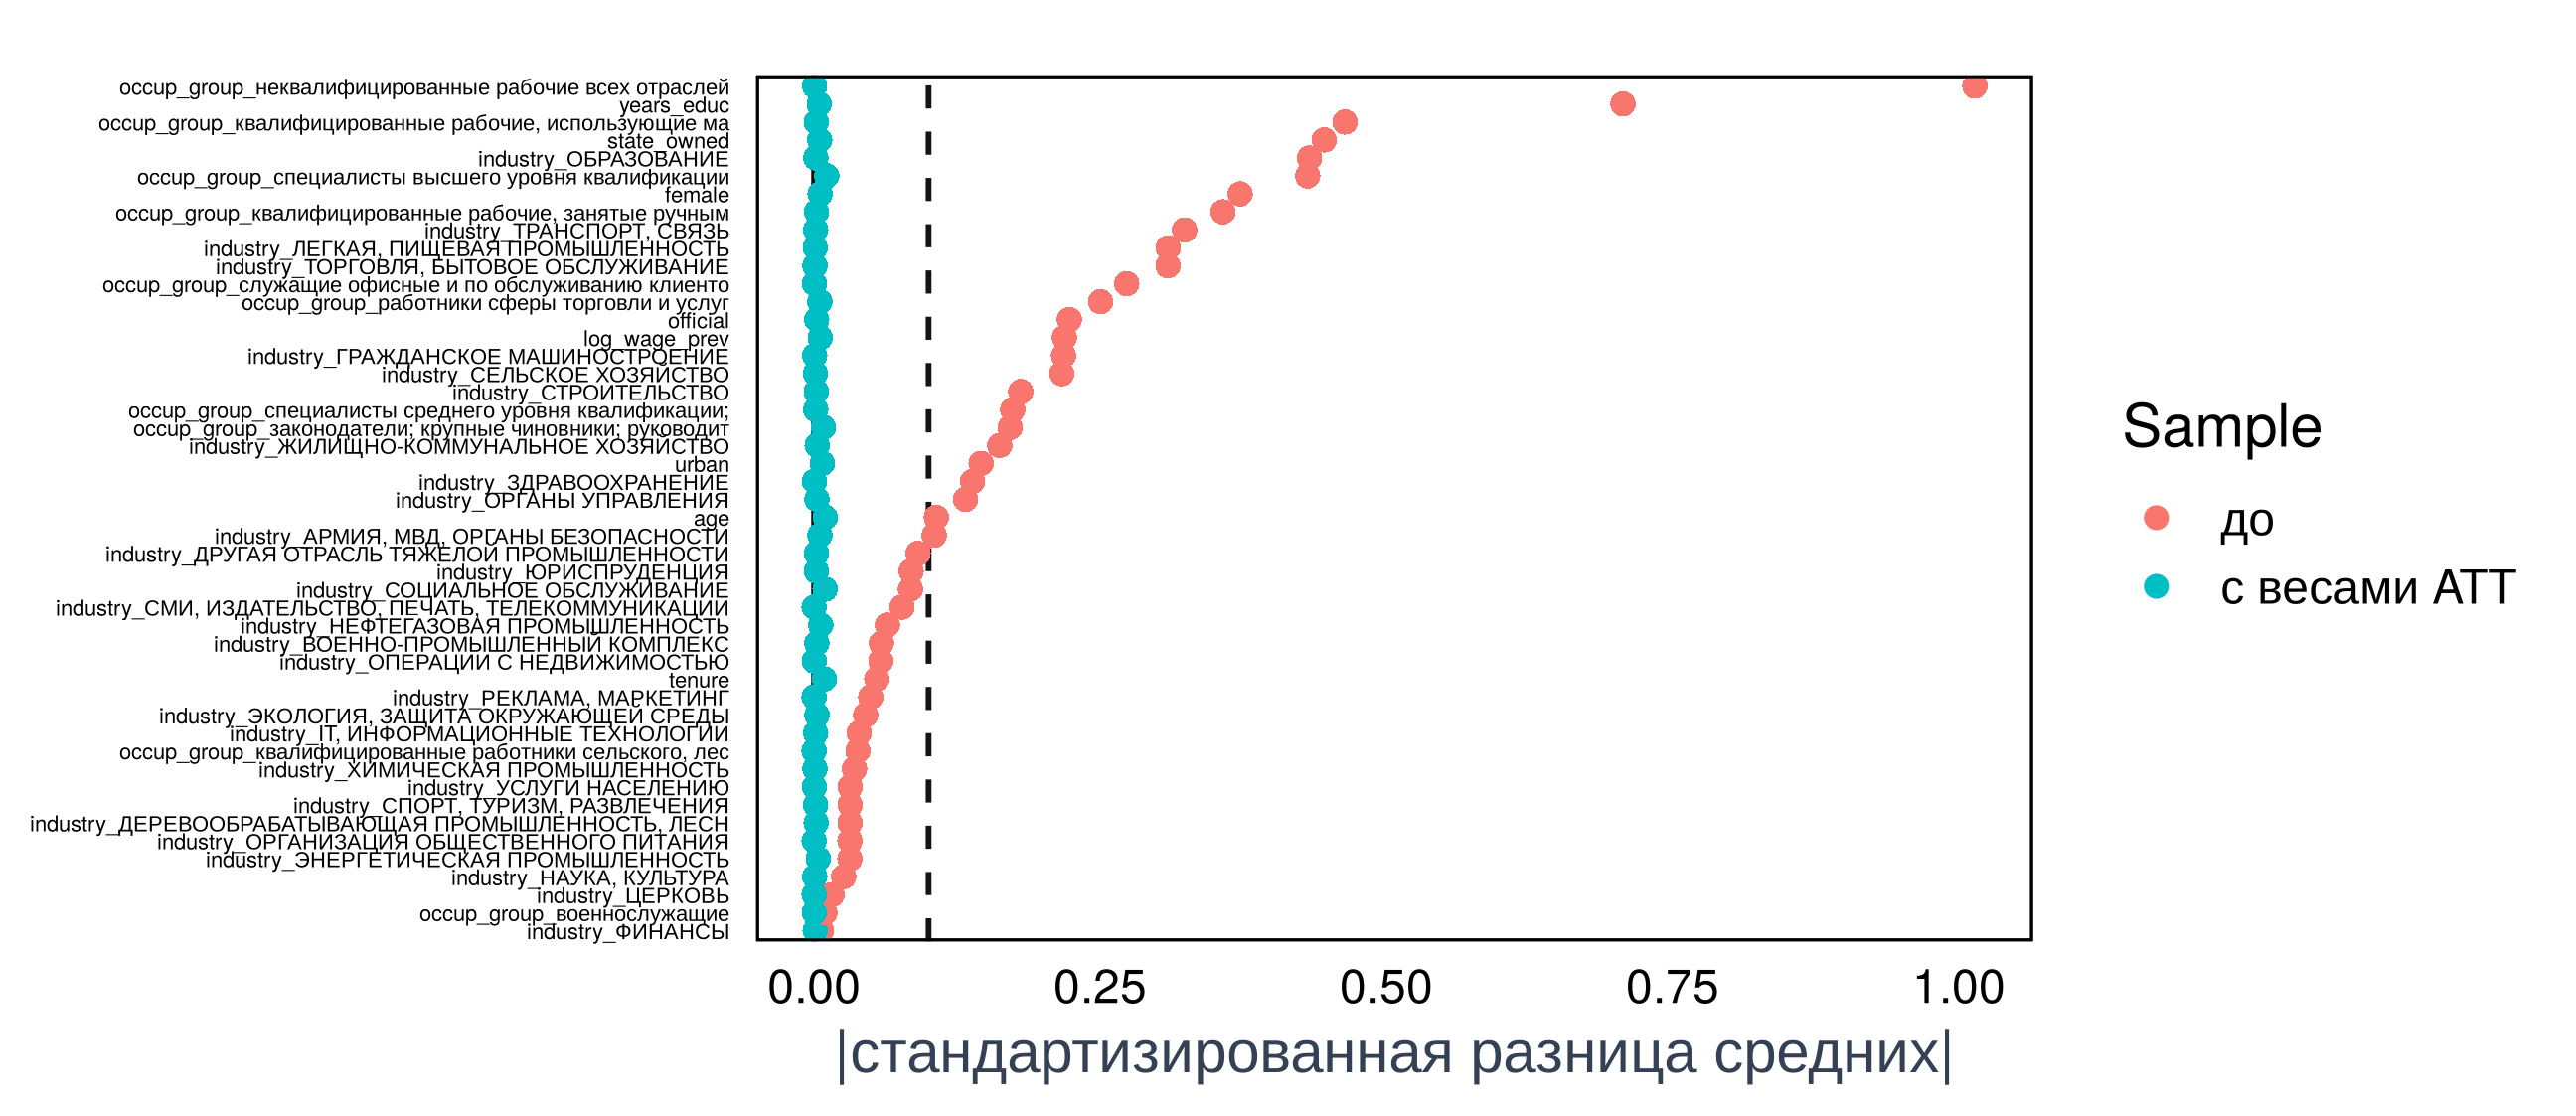 occup_group_неквалифицированные рабочие всех отраслей
years_educ
occup_group_квалифицированные рабочие, использующие ма
state_owned
industry_ОБРАЗОВАНИЕ
occup_group_специалисты высшего уровня квалификации
female
occup_group_квалифицированные рабочие, занятые ручным
industry_ТРАНСПОРТ, СВЯЗЬ
industry_ЛЕГКАЯ, ПИЩЕВАЯ ПРОМЫШЛЕННОСТЬ
industry_ТОРГОВЛЯ, БЫТОВОЕ ОБСЛУЖИВАНИЕ
occup_group_служащие офисные и по обслуживанию клиенто
occup_group_работники сферы торговли и услуг
official
log_wage_prev
industry_ГРАЖДАНСКОЕ МАШИНОСТРОЕНИЕ
industry_СЕЛЬСКОЕ ХОЗЯЙСТВО
industry_СТРОИТЕЛЬСТВО
occup_group_специалисты среднего уровня квалификации;
occup_group_законодатели; крупные чиновники; руководит
industry_ЖИЛИЩНО-КОММУНАЛЬНОЕ ХОЗЯЙСТВО
urban
industry_ЗДРАВООХРАНЕНИЕ
industry_ОРГАНЫ УПРАВЛЕНИЯ
age
industry_АРМИЯ, МВД, ОРГАНЫ БЕЗОПАСНОСТИ
industry_ДРУГАЯ ОТРАСЛЬ ТЯЖЕЛОЙ ПРОМЫШЛЕННОСТИ
industry_ЮРИСПРУДЕНЦИЯ
industry_СОЦИАЛЬНОЕ ОБСЛУЖИВАНИЕ
industry_СМИ, ИЗДАТЕЛЬСТВО, ПЕЧАТЬ, ТЕЛЕКОММУНИКАЦИИ
industry_НЕФТЕГАЗОВАЯ ПРОМЫШЛЕННОСТЬ
industry_ВОЕННО-ПРОМЫШЛЕННЫЙ КОМПЛЕКС
industry_ОПЕРАЦИИ С НЕДВИЖИМОСТЬЮ
tenure
industry_РЕКЛАМА, МАРКЕТИНГ
industry_ЭКОЛОГИЯ, ЗАЩИТА ОКРУЖАЮЩЕЙ СРЕДЫ
industry_IT, ИНФОРМАЦИОННЫЕ ТЕХНОЛОГИИ
occup_group_квалифицированные работники сельского, лес
industry_ХИМИЧЕСКАЯ ПРОМЫШЛЕННОСТЬ
industry_УСЛУГИ НАСЕЛЕНИЮ
industry_СПОРТ, ТУРИЗМ, РАЗВЛЕЧЕНИЯ
industry_ДЕРЕВООБРАБАТЫВАЮЩАЯ ПРОМЫШЛЕННОСТЬ, ЛЕСН
industry_ОРГАНИЗАЦИЯ ОБЩЕСТВЕННОГО ПИТАНИЯ
industry_ЭНЕРГЕТИЧЕСКАЯ ПРОМЫШЛЕННОСТЬ
industry_НАУКА, КУЛЬТУРА
industry_ЦЕРКОВЬ
occup_group_военнослужащие
industry_ФИНАНСЫ
0.00 0.25 0.50 0.75 1.00
|стандартизированная разница средних|
Sample
до
с весами ATT